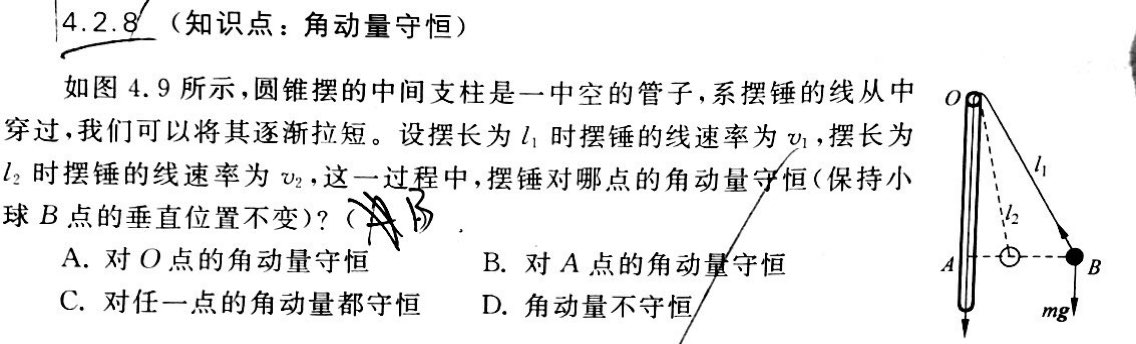 4.2.8 (知识点:角动量守恒)
如图 4.9 所示,圆锥摆的中间支柱是一中空的管子,系摆锤的线从中
穿过,我们可以将其逐渐拉短。设摆长为 l₁ 时摆锤的线速率为 v₁,摆长为
l₂ 时摆锤的线速率为 v₂,这一过程中,摆锤对哪点的角动量守恒(保持小
球 B 点的垂直位置不变)?( B )
A. 对 O 点的角动量守恒 B. 对 A 点的角动量守恒
C. 对任一点的角动量都守恒 D. 角动量不守恒
O
l₁
l₂
A B
mg